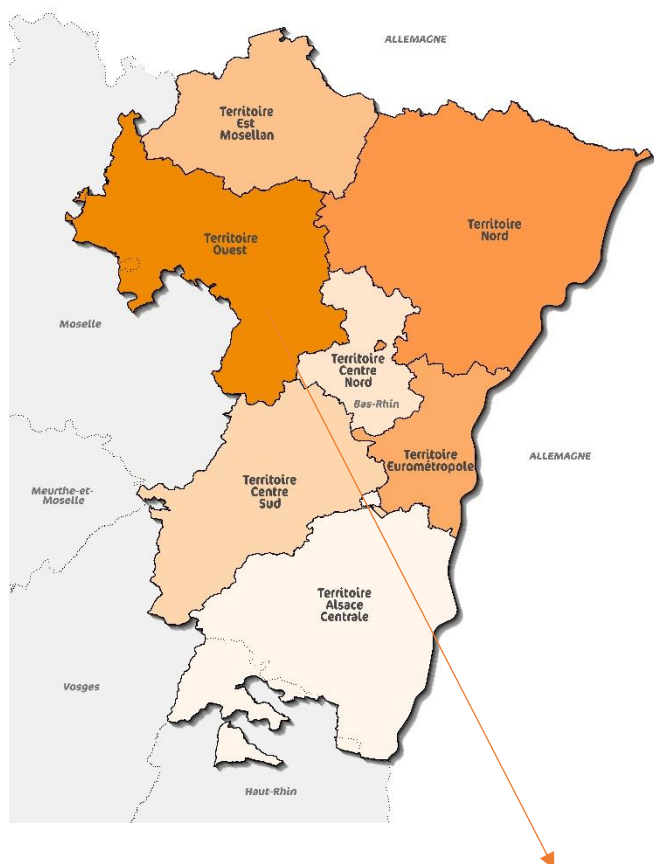 ALLEMAGNE
Territoire
Est
Mosellan
Territoire
Ouest
Territoire
Nord
Moselle
Territoire
Centre
Nord
Bas-Rhin
Territoire
Eurométropole
ALLEMAGNE
Meurthe-et-
Moselle
Territoire
Centre
Sud
Territoire
Alsace
Centrale
Vosges
Haut-Rhin